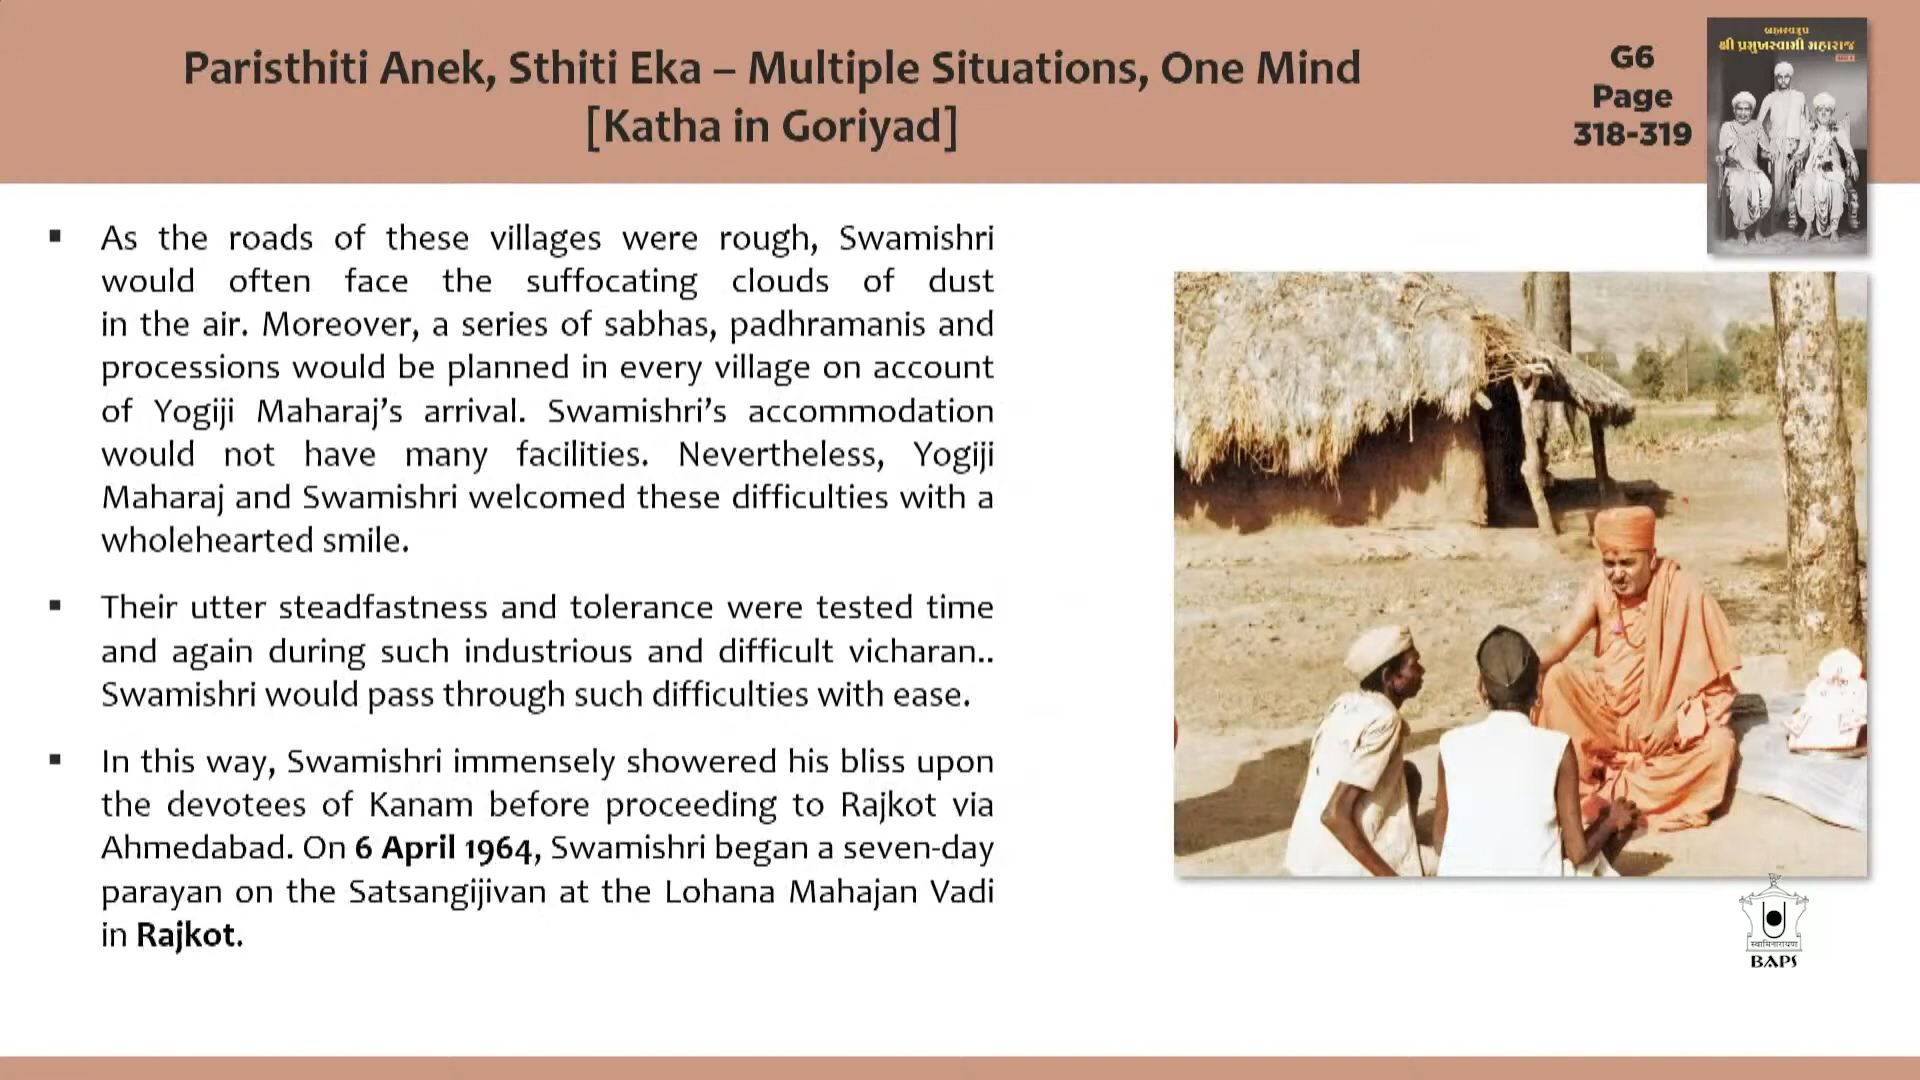 Paristhiti Anek, Sthiti Eka – Multiple Situations, One Mind
[Katha in Goriyad]
G6
Page
318-319
બ્રહ્મસ્વરૂપ
શ્રી પ્રમુખસ્વામી મહારાજ
▪ As the roads of these villages were rough, Swamishri
would often face the suffocating clouds of dust
in the air. Moreover, a series of sabhas, padhramanis and
processions would be planned in every village on account
of Yogiji Maharaj’s arrival. Swamishri’s accommodation
would not have many facilities. Nevertheless, Yogiji
Maharaj and Swamishri welcomed these difficulties with a
wholehearted smile.
▪ Their utter steadfastness and tolerance were tested time
and again during such industrious and difficult vicharan..
Swamishri would pass through such difficulties with ease.
▪ In this way, Swamishri immensely showered his bliss upon
the devotees of Kanam before proceeding to Rajkot via
Ahmedabad. On 6 April 1964, Swamishri began a seven-day
parayan on the Satsangijivan at the Lohana Mahajan Vadi
in Rajkot.
स्वामिनारायण
BAPS